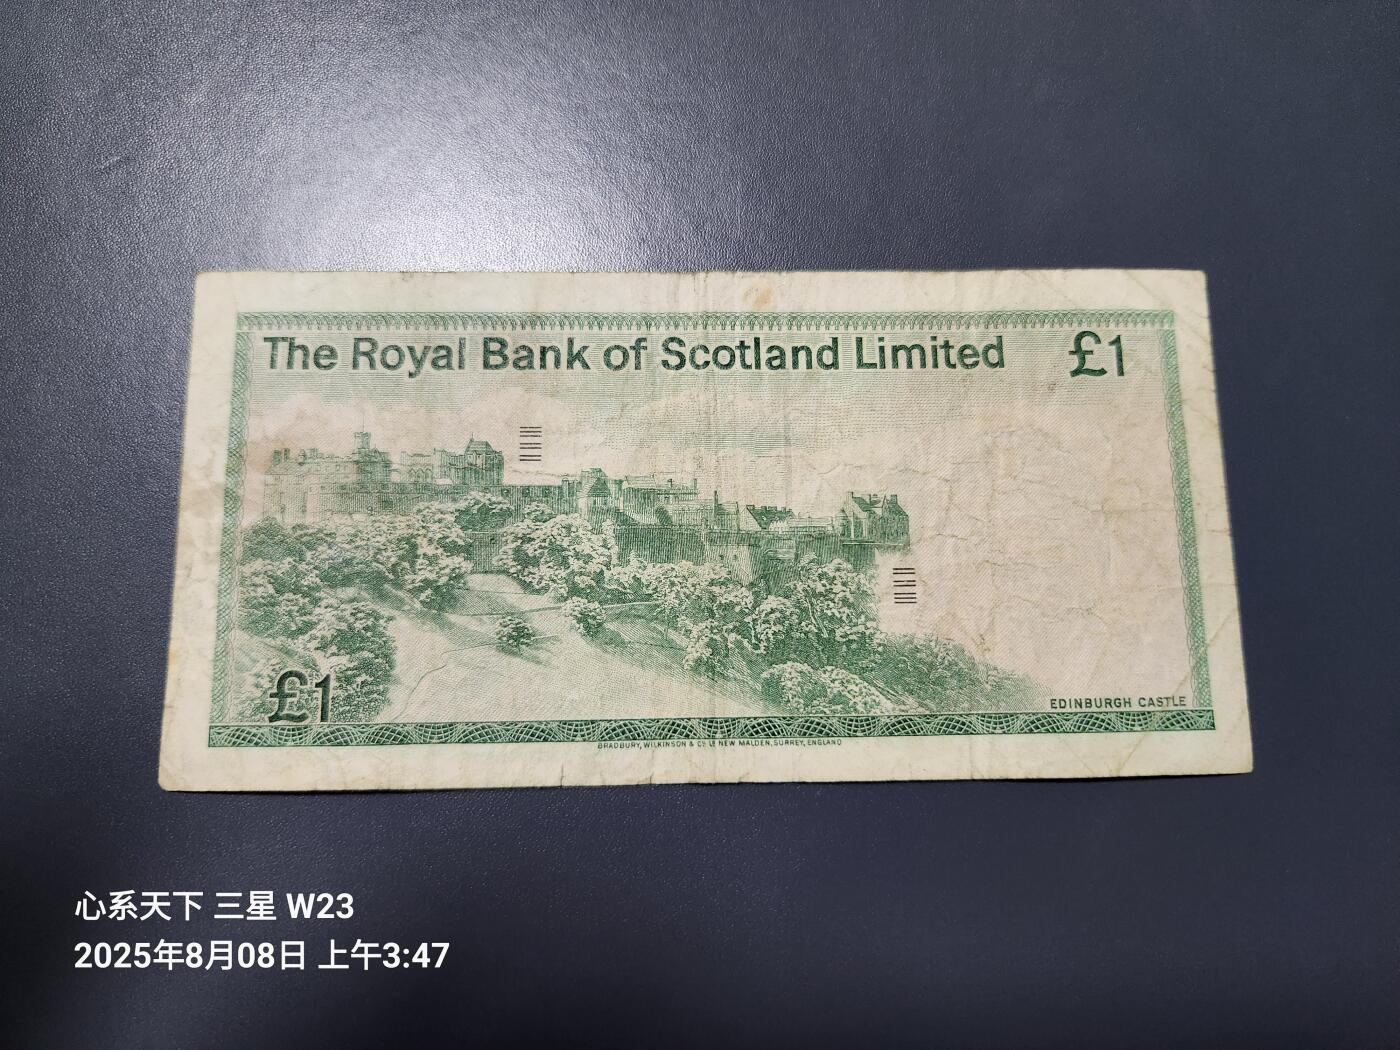 The Royal Bank of Scotland Limited £1
£1
EDINBURGH CASTLE
BRADBURY, WILKINSON & Co. Ld. NEW MALDEN, SURREY, ENGLAND
心系天下 三星 W23
2025年8月08日 上午3:47